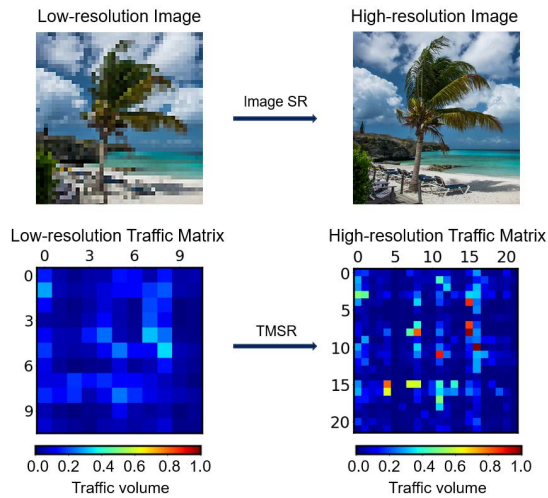 Low-resolution Image
High-resolution Image
Image SR
Low-resolution Traffic Matrix
High-resolution Traffic Matrix
0 3 6 9
0 5 10 15 20
0
3
6
9
TMSR
0
5
10
15
20
0.0 0.2 0.4 0.6 0.8 1.0
0.0 0.2 0.4 0.6 0.8 1.0
Traffic volume
Traffic volume